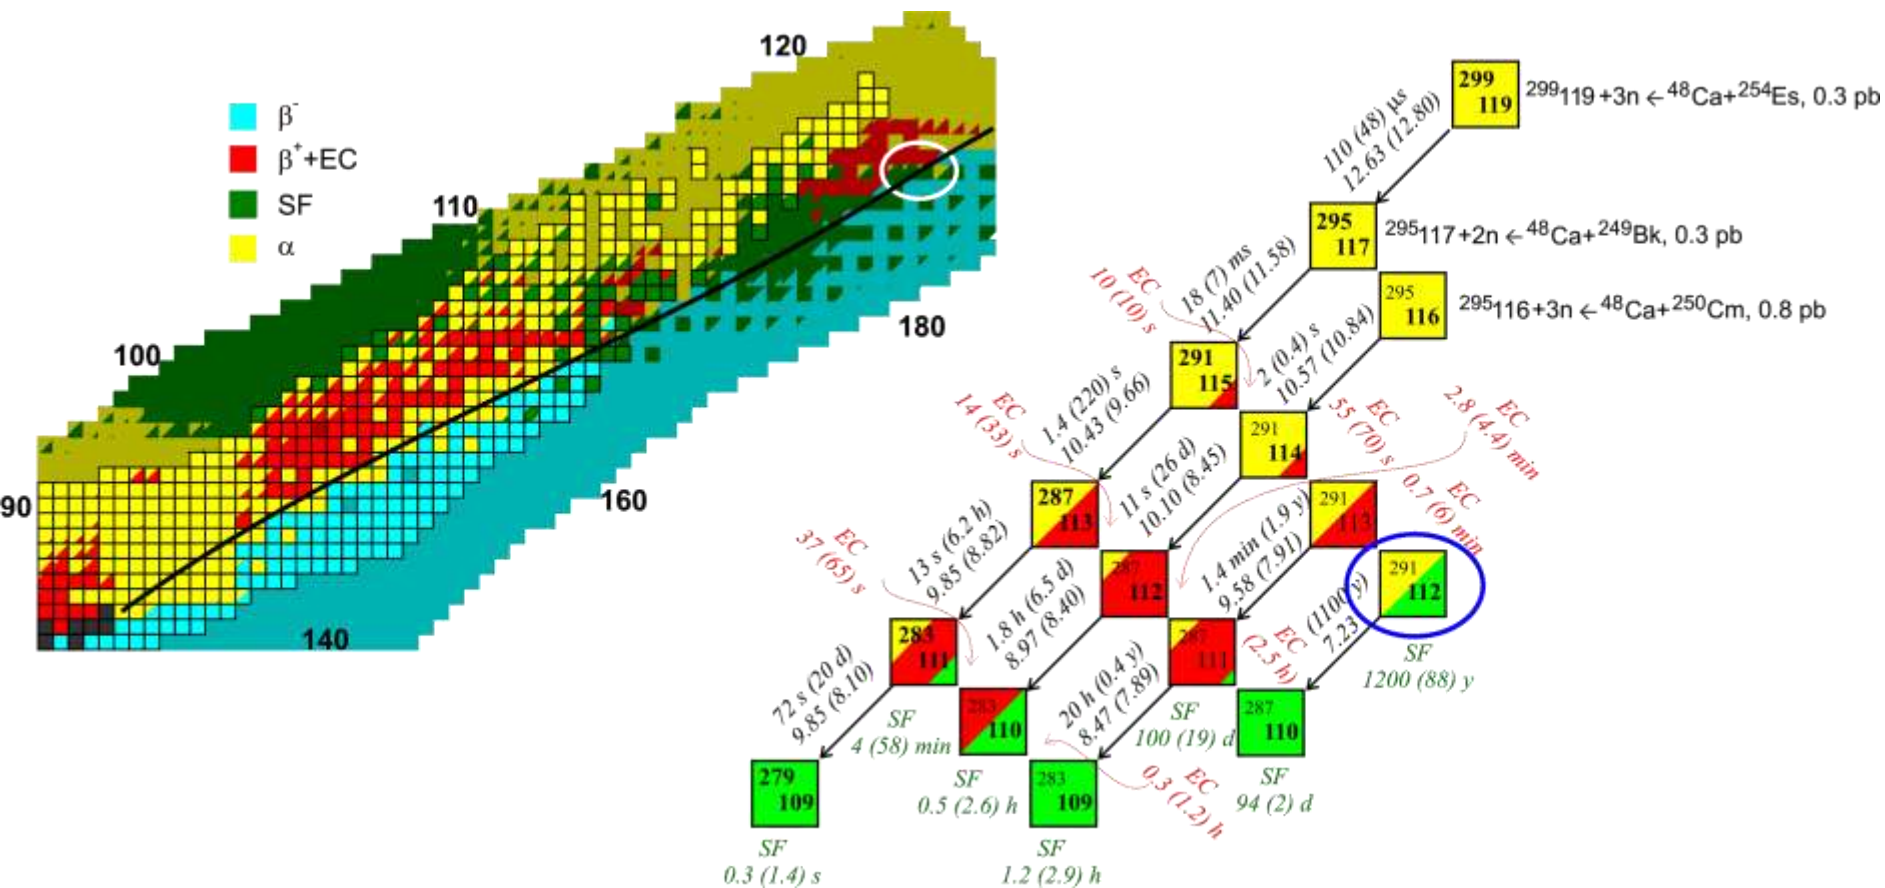 120
110
100
90
140
160
180
β⁻
β⁺+EC
SF
α
299
119
²⁹⁹119+3n ← ⁴⁸Ca+²⁵⁴Es, 0.3 pb
110 (48) μs
12.63 (12.80)
295
117
²⁹⁵117+2n ← ⁴⁸Ca+²⁴⁹Bk, 0.3 pb
295
116
²⁹⁵116+3n ← ⁴⁸Ca+²⁵⁰Cm, 0.8 pb
18 (7) ms
11.40 (11.58)
EC
10 (10) s
291
115
2 (0.4) s
10.57 (10.84)
1.4 (220) s
10.43 (9.66)
EC
14 (33) s
291
114
EC
55 (70) s
EC
2.8 (4.4) min
287
113
11 s (26 d)
10.10 (8.45)
291
113
EC
0.7 (6) min
13 s (6.2 h)
9.85 (8.82)
EC
37 (65) s
287
112
1.4 min (1.9 y)
9.58 (7.91)
291
112
SF
1200 (88) y
(1100 y)
7.23
283
111
1.8 h (6.5 d)
8.97 (8.40)
287
111
EC
(2.5 h)
72 s (20 d)
9.85 (8.10)
SF
4 (58) min
283
110
20 h (0.4 y)
8.47 (7.89)
SF
100 (19) d
287
110
279
109
SF
0.5 (2.6) h
283
109
EC
0.3 (1.2) h
SF
94 (2) d
SF
0.3 (1.4) s
SF
1.2 (2.9) h